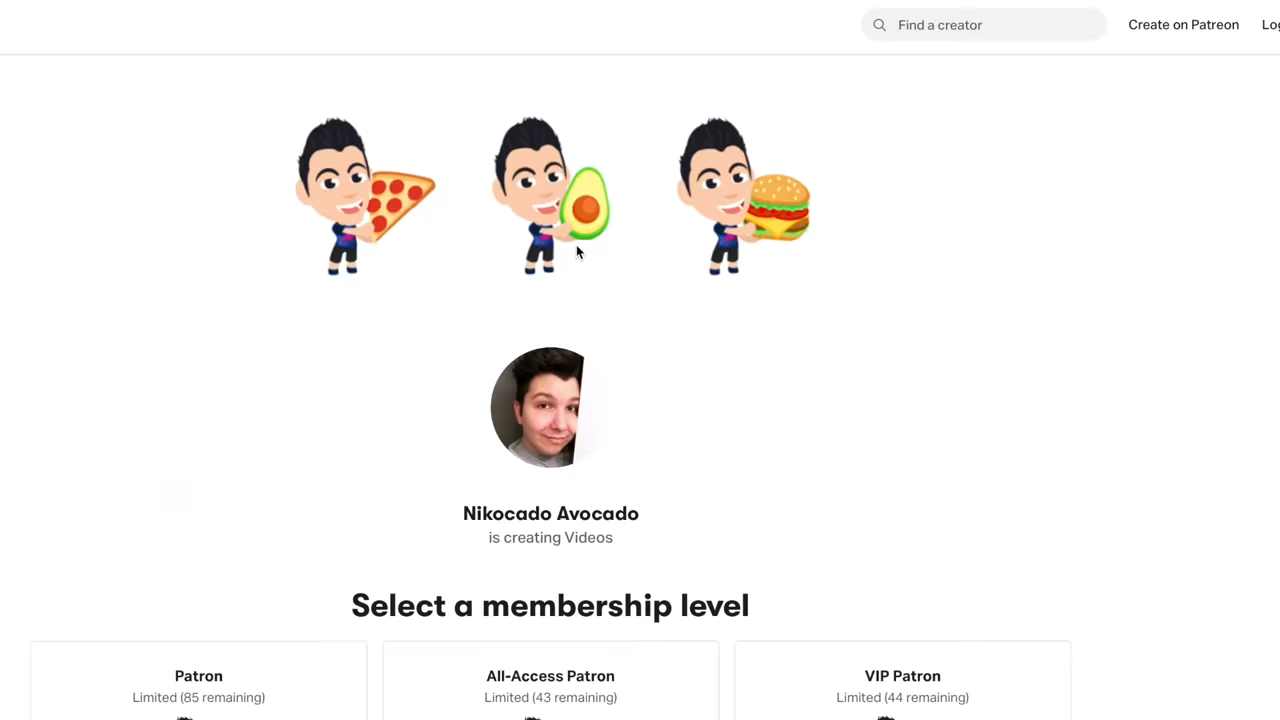 Find a creator
Create on Patreon
Nikocado Avocado
is creating Videos
Select a membership level
Patron
Limited (85 remaining)
All-Access Patron
Limited (43 remaining)
VIP Patron
Limited (44 remaining)